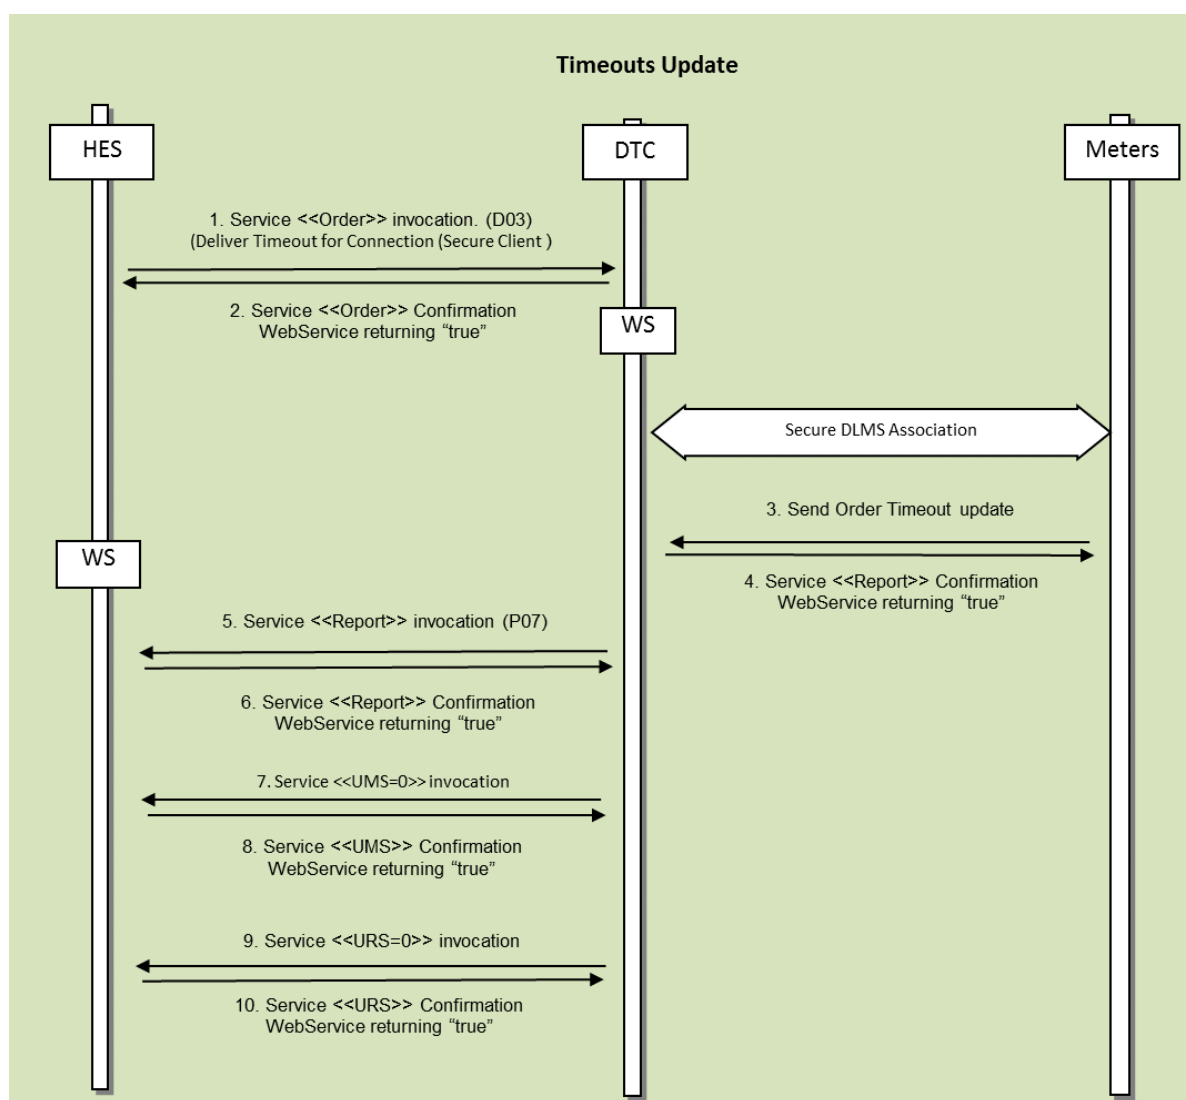 Timeouts Update
HES
DTC
Meters
1. Service <<Order>> invocation. (D03)
(Deliver Timeout for Connection (Secure Client )
2. Service <<Order>> Confirmation
WebService returning “true”
WS
Secure DLMS Association
3. Send Order Timeout update
WS
4. Service <<Report>> Confirmation
WebService returning “true”
5. Service <<Report>> invocation (P07)
6. Service <<Report>> Confirmation
WebService returning “true”
7. Service <<UMS=0>> invocation
8. Service <<UMS>> Confirmation
WebService returning “true”
9. Service <<URS=0>> invocation
10. Service <<URS>> Confirmation
WebService returning “true”